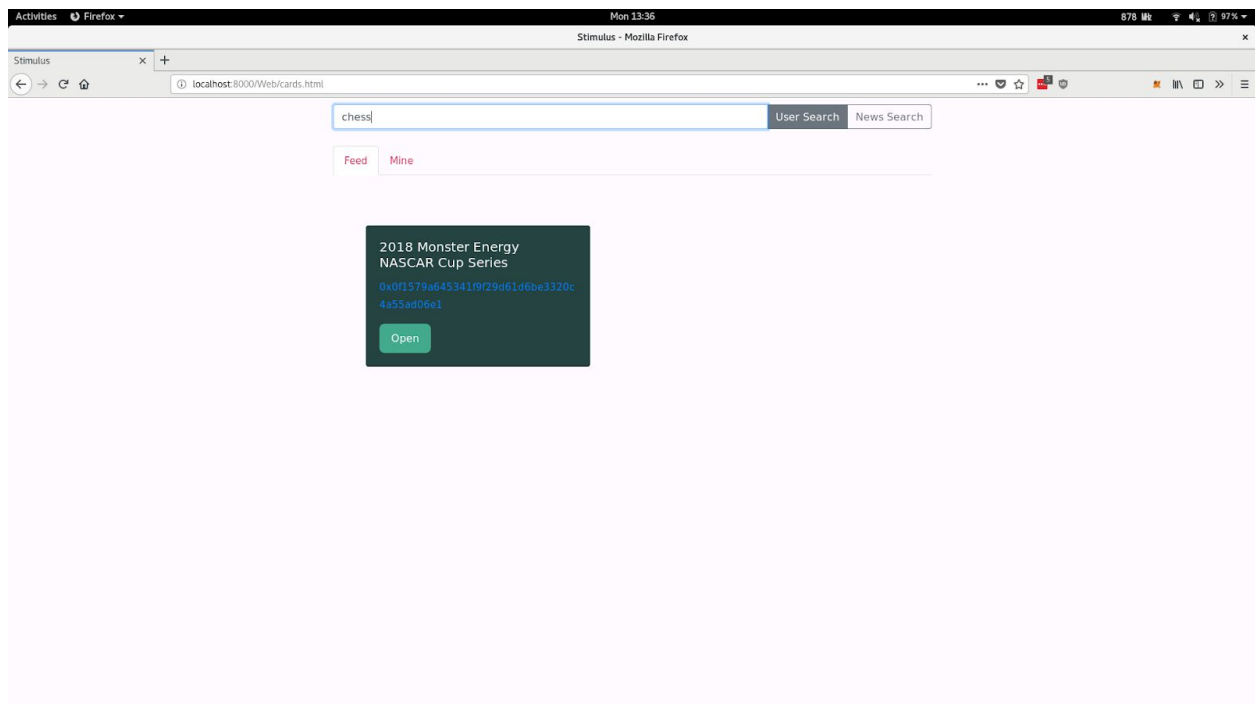 Activities Firefox Mon 13:36 878 MHz 97%
Stimulus - Mozilla Firefox
Stimulus
localhost:8000/Web/cards.html
chess User Search News Search
Feed Mine
2018 Monster Energy
NASCAR Cup Series
0x0f1579a645341f9f29d61d6be3320c
4a55ad06e1
Open